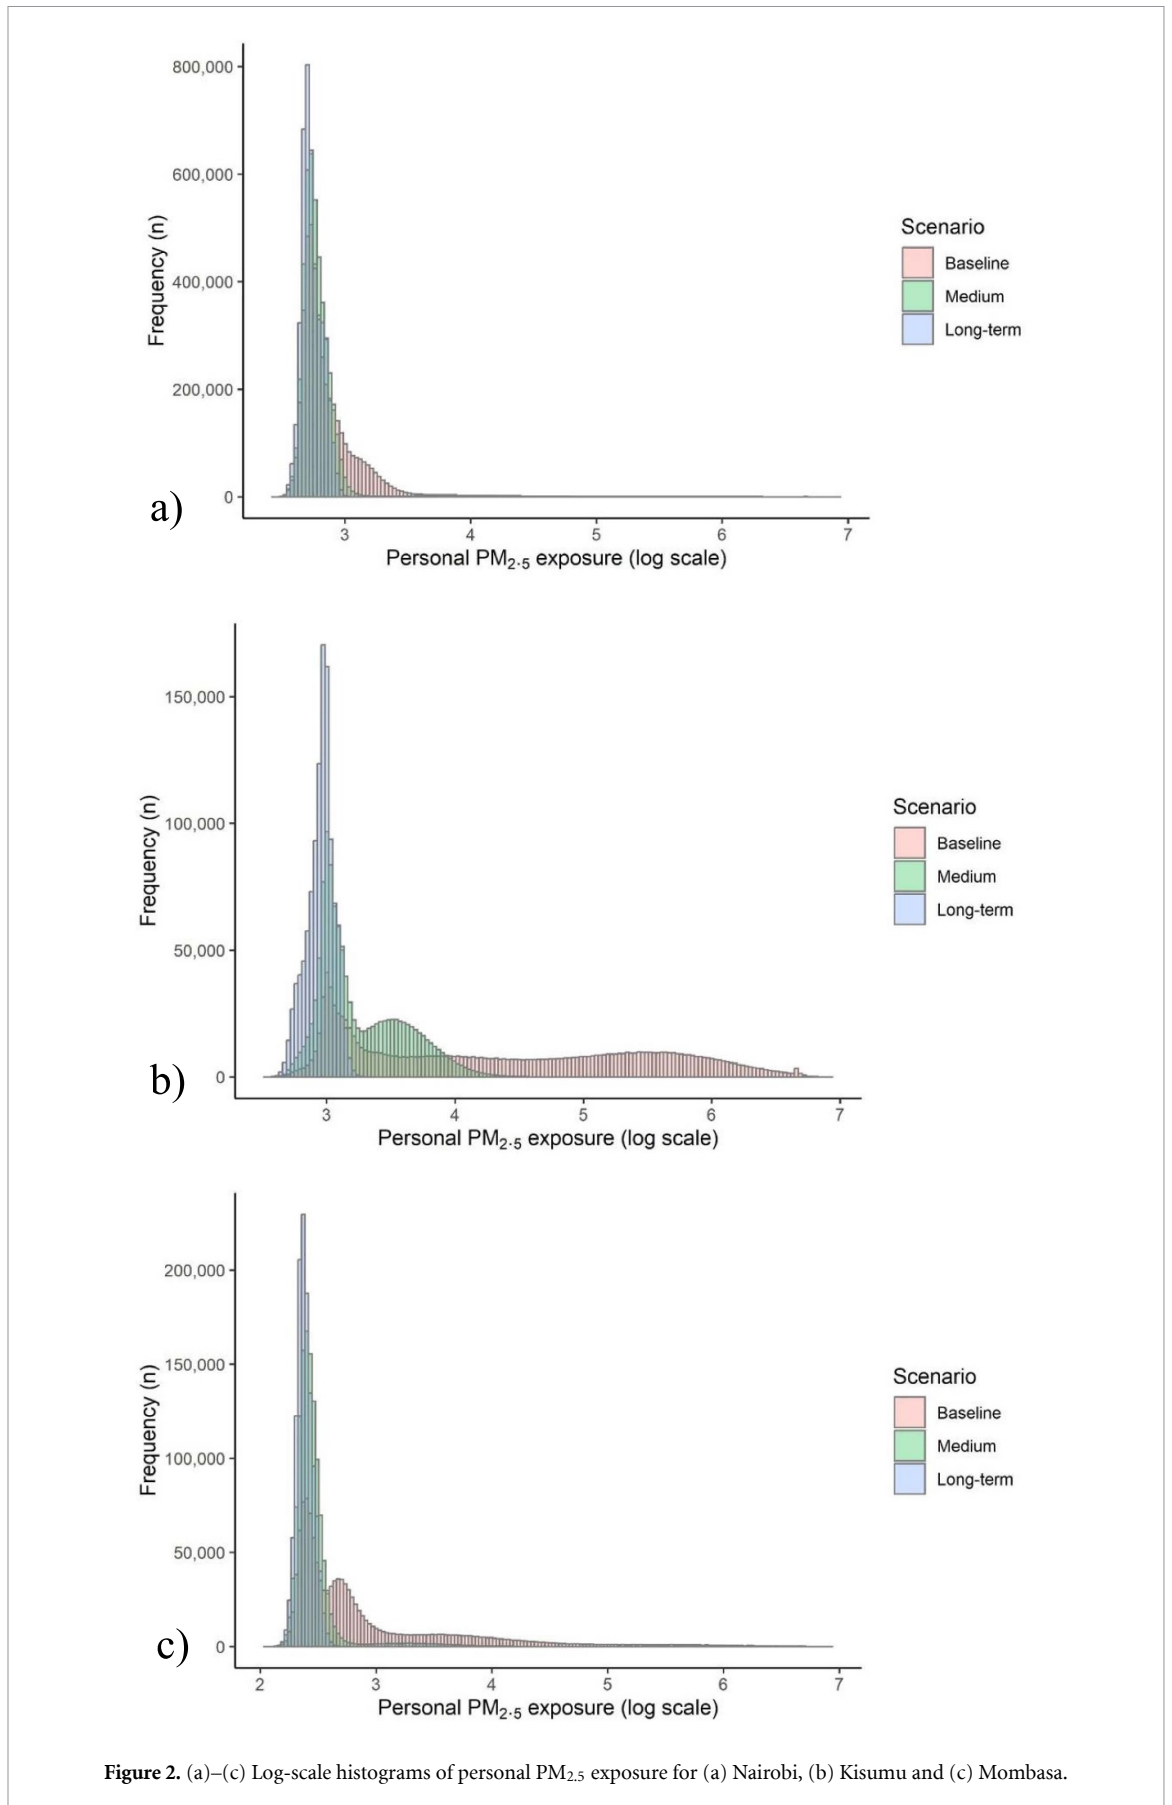 800,000
600,000
400,000
200,000
0
Frequency (n)
a)
3 4 5 6 7
Personal PM2·5 exposure (log scale)
Scenario
Baseline
Medium
Long-term
150,000
100,000
50,000
0
Frequency (n)
b)
3 4 5 6 7
Personal PM2·5 exposure (log scale)
Scenario
Baseline
Medium
Long-term
200,000
150,000
100,000
50,000
0
Frequency (n)
c)
2 3 4 5 6 7
Personal PM2·5 exposure (log scale)
Scenario
Baseline
Medium
Long-term
Figure 2. (a)–(c) Log-scale histograms of personal PM2.5 exposure for (a) Nairobi, (b) Kisumu and (c) Mombasa.